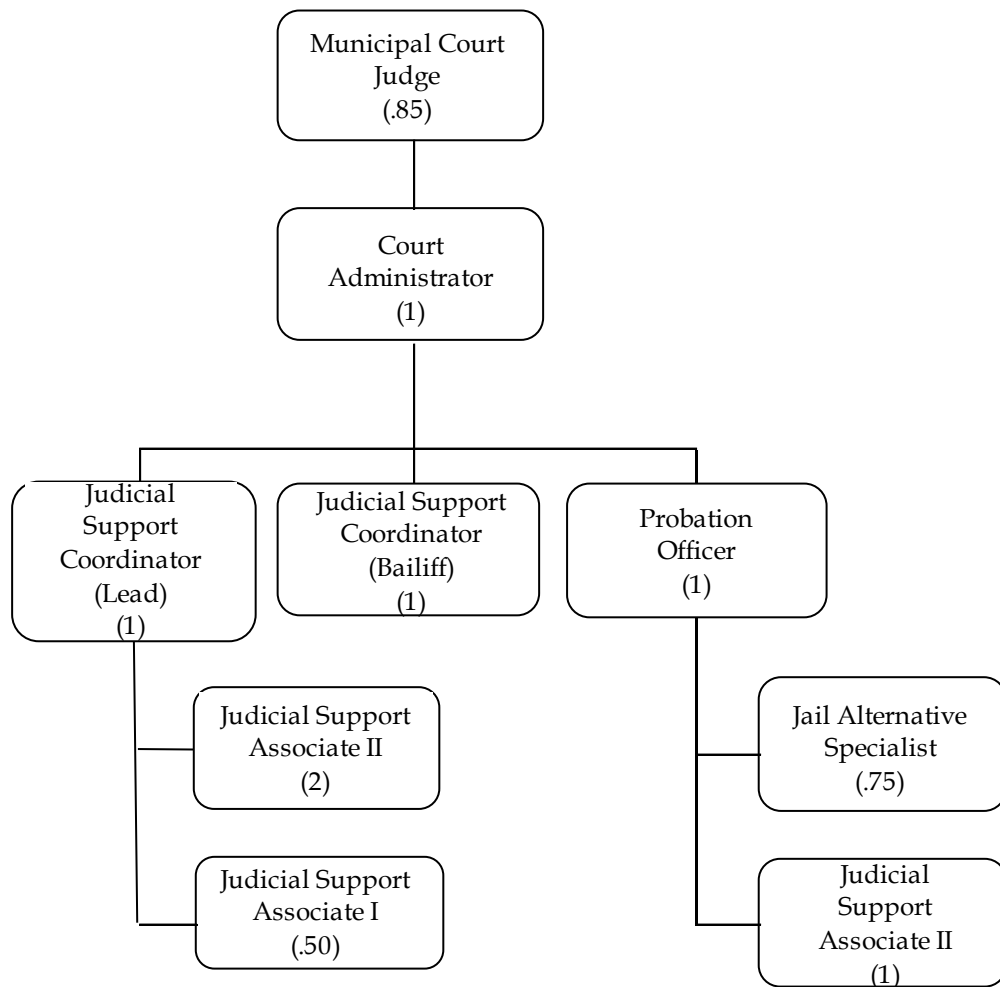 Municipal Court
Judge
(.85)
Court
Administrator
(1)
Judicial
Support
Coordinator
(Lead)
(1)
Judicial Support
Coordinator
(Bailiff)
(1)
Probation
Officer
(1)
Judicial Support
Associate II
(2)
Judicial Support
Associate I
(.50)
Jail Alternative
Specialist
(.75)
Judicial
Support
Associate II
(1)